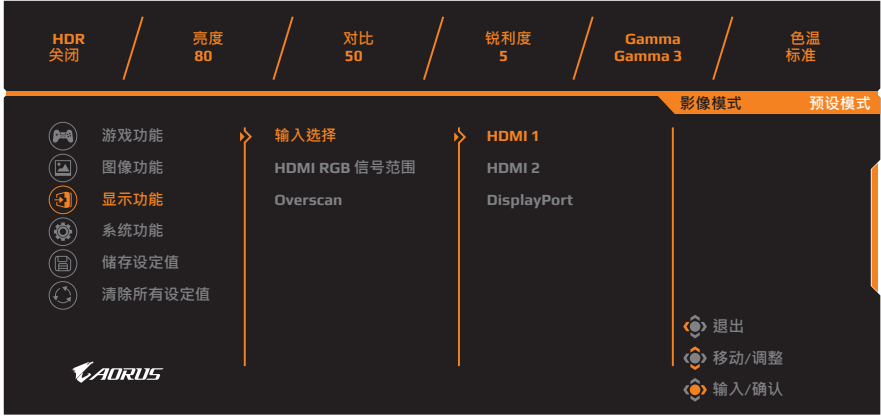 HDR 亮度 对比 锐利度 Gamma 色温
关闭 80 50 5 Gamma 3 标准
影像模式 预设模式
游戏功能 输入选择 HDMI 1
图像功能 HDMI RGB 信号范围 HDMI 2
显示功能 Overscan DisplayPort
系统功能
储存设定值
清除所有设定值
退出
移动/调整
AORUS
输入/确认